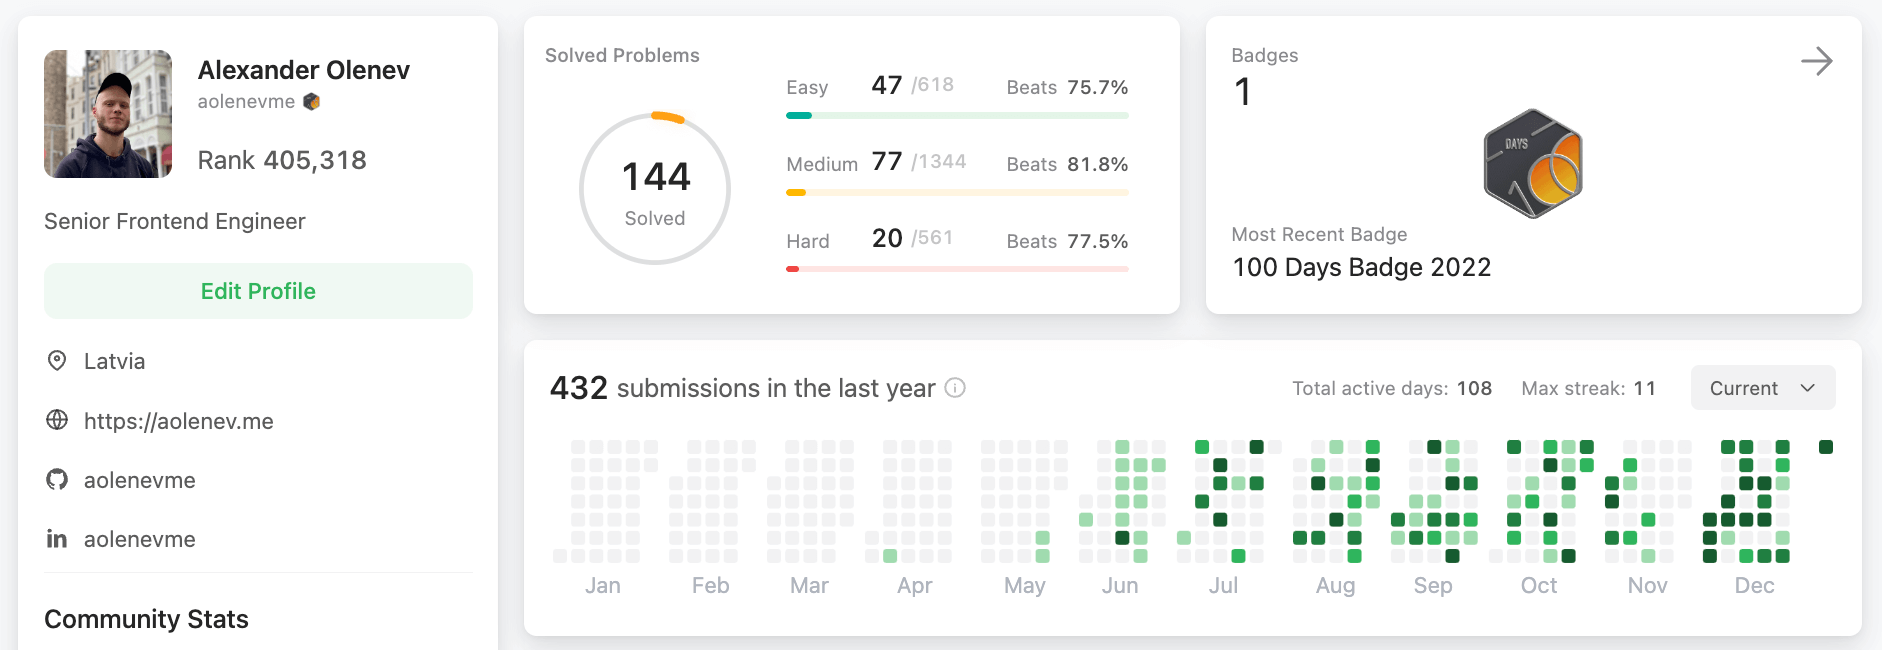 Alexander Olenev
aolenevme
Rank 405,318
Senior Frontend Engineer
Edit Profile
Latvia
https://aolenev.me
aolenevme
aolenevme
Community Stats
Solved Problems
144
Solved
Easy 47 /618 Beats 75.7%
Medium 77 /1344 Beats 81.8%
Hard 20 /561 Beats 77.5%
Badges
1
DAYS
Most Recent Badge
100 Days Badge 2022
432 submissions in the last year
Total active days: 108 Max streak: 11 Current
Jan Feb Mar Apr May Jun Jul Aug Sep Oct Nov Dec